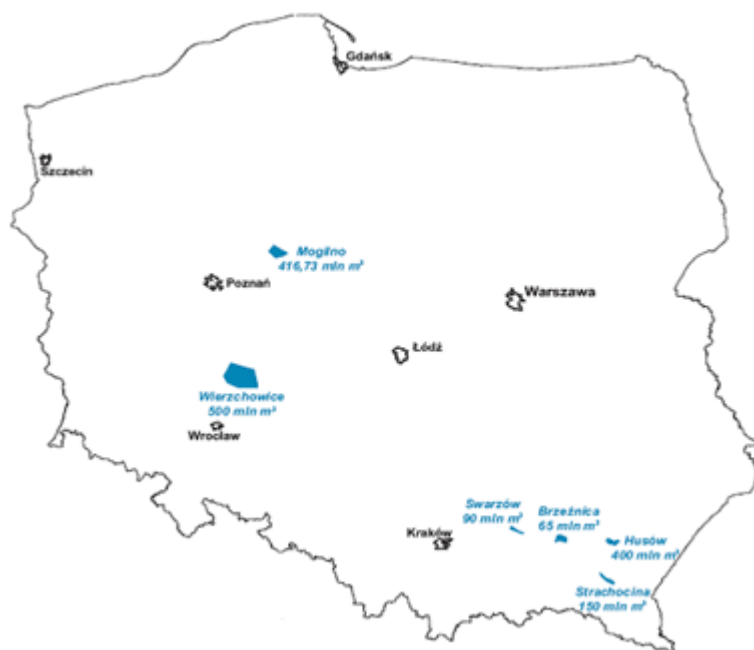 Gdańsk
Szczecin
Mogilno
416,73 mln m³
Poznań
Warszawa
Łódź
Wierzchowice
500 mln m³
Wrocław
Swarzów
90 mln m³
Brzeźnica
65 mln m³
Kraków
Husów
400 mln m³
Strachocina
150 mln m³